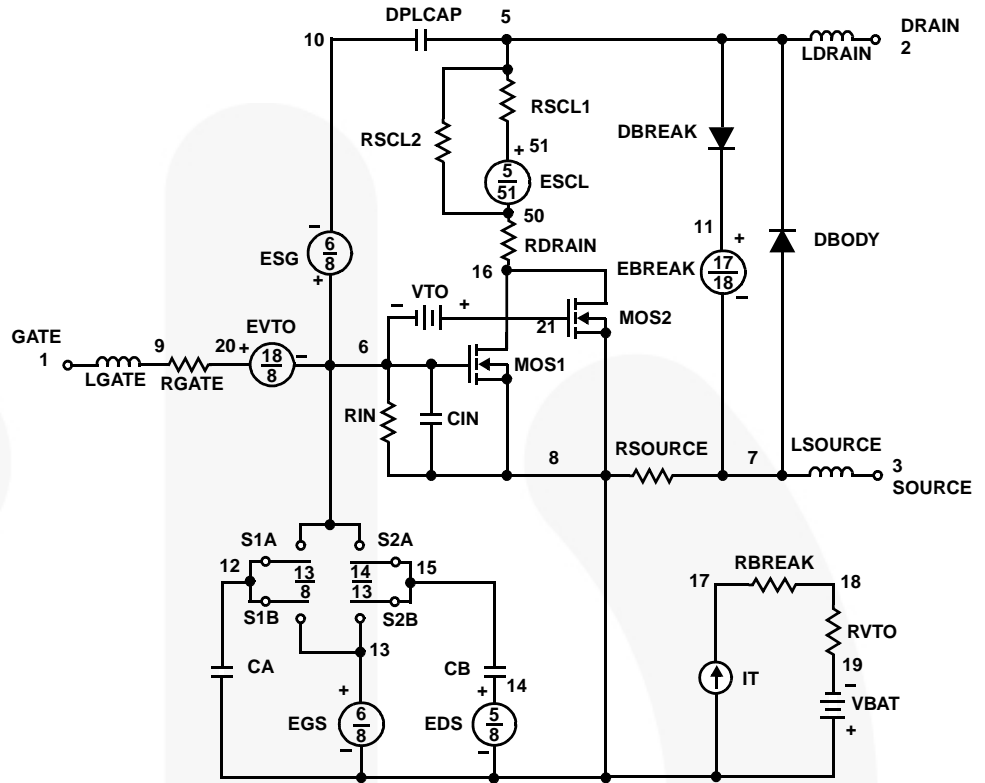 DPLCAP
5
10
DRAIN
2
LDRAIN
RSCL1
RSCL2
DBREAK
+ 51
5
51
ESCL
50
11
DBODY
RDRAIN
−
6
8
ESG
+
16
EBREAK
+
17
18
−
− VTO +
21
MOS2
GATE
1
9
20 +
EVTO
18
8
−
6
MOS1
LGATE
RGATE
RIN
CIN
8
RSOURCE
7
LSOURCE
3
SOURCE
S1A
S2A
12
13
8
14
13
15
S1B
S2B
13
RBREAK
17
18
RVTO
CA
CB
14
19
IT
−
VBAT
+
+
EGS
6
8
−
+
EDS
5
8
−